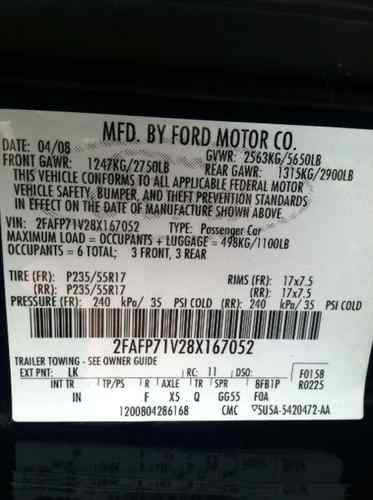 MFD. BY FORD MOTOR CO.
DATE: 04/08 GVWR: 2563KG/5650LB
FRONT GAWR: 1247KG/2750LB REAR GAWR: 1315KG/2900LB
THIS VEHICLE CONFORMS TO ALL APPLICABLE FEDERAL MOTOR
VEHICLE SAFETY, BUMPER, AND THEFT PREVENTION STANDARDS
IN EFFECT ON THE DATE OF MANUFACTURE SHOWN ABOVE.
VIN: 2FAFP71V28X167052 TYPE: Passenger Car
MAXIMUM LOAD = OCCUPANTS + LUGGAGE = 498KG/1100LB
OCCUPANTS = 6 TOTAL: 3 FRONT, 3 REAR
TIRE (FR): P235/55R17 RIMS (FR): 17x7.5
(RR): P235/55R17 (RR): 17x7.5
PRESSURE (FR): 240 kPa/ 35 PSI COLD (RR): 240 kPa/ 35 PSI COLD
2FAFP71V28X167052
TRAILER TOWING - SEE OWNER GUIDE
EXT PNT: LK RC: 11 DSO: F0158
INT TR TP/PS R AXLE TR SPR 8FB1P R0225
IN F X5 Q GG55 FOA
1200804286168 CMC 5U5A-5420472-AA